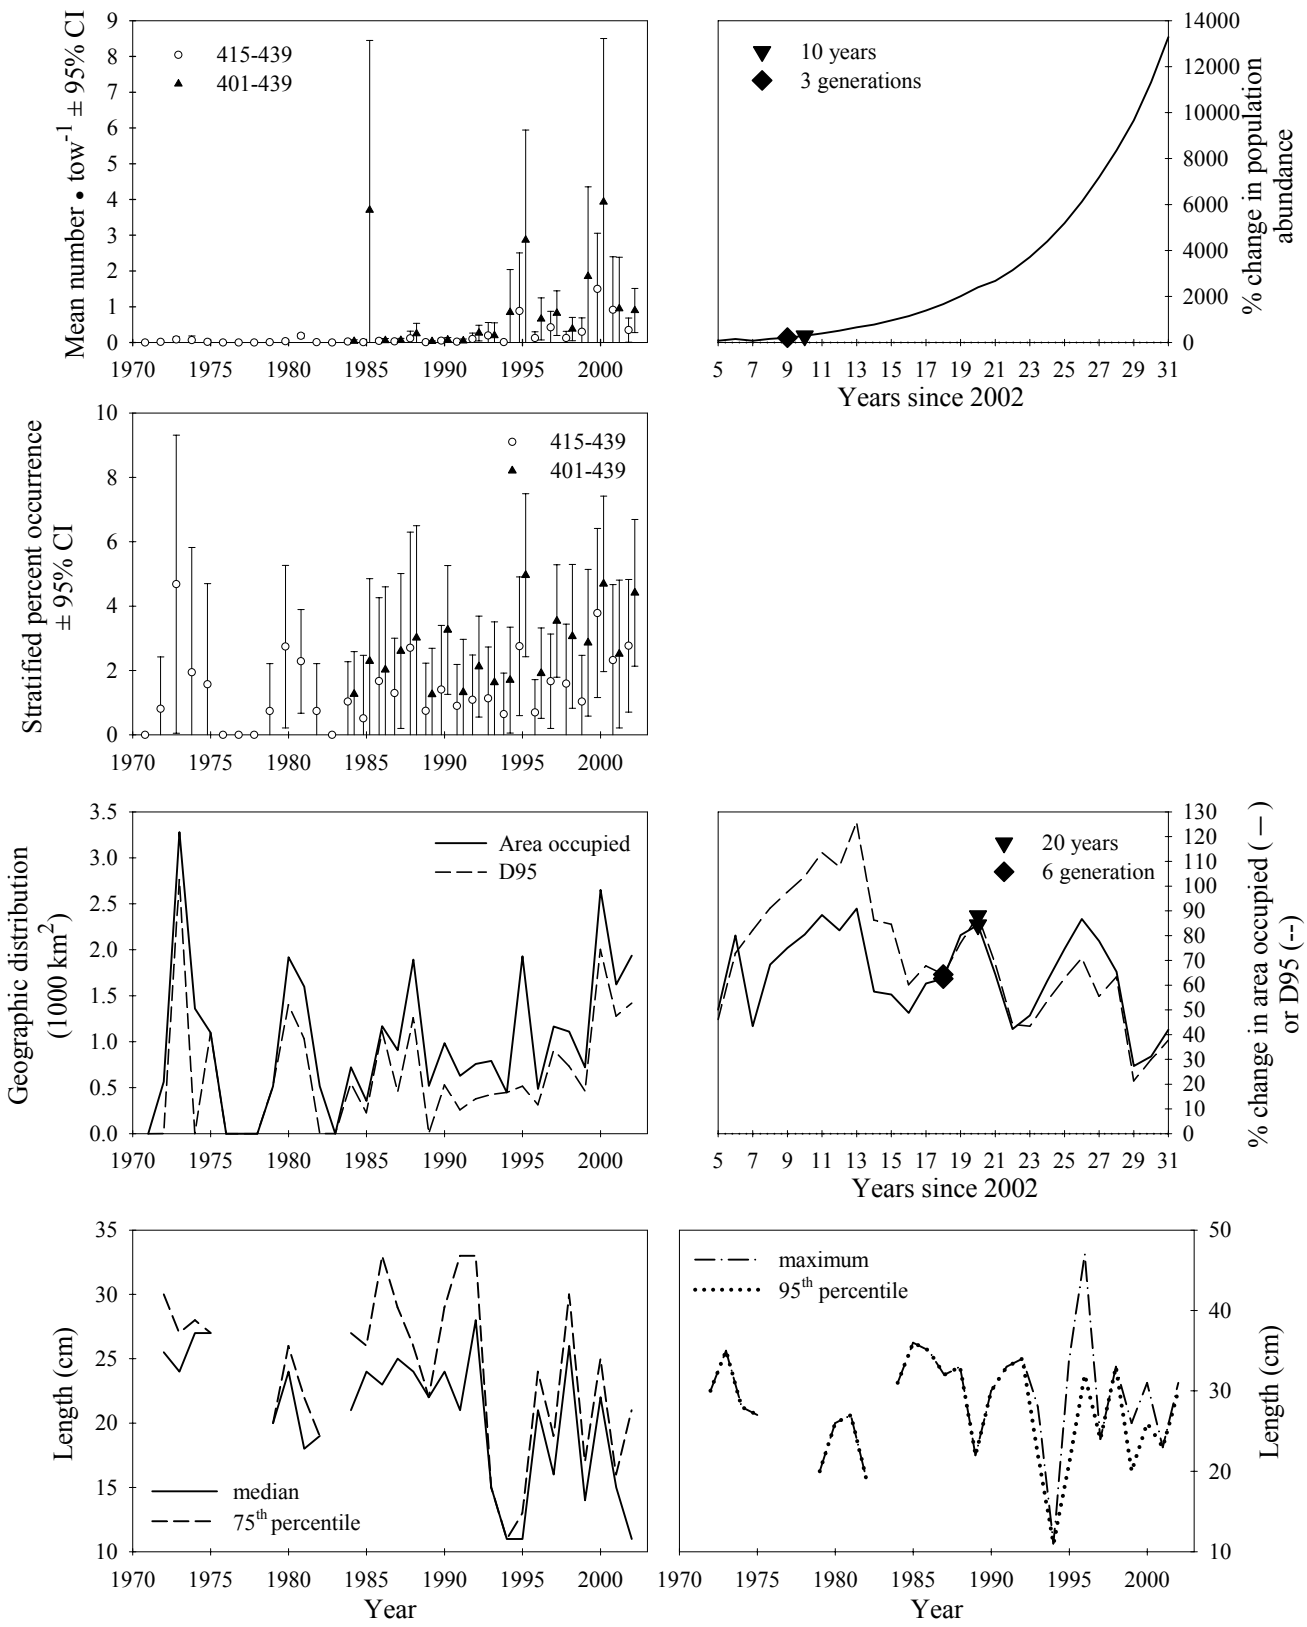 Mean number • tow-1 ± 95% CI
9
8
7
6
5
4
3
2
1
0
415-439
401-439
1970 1975 1980 1985 1990 1995 2000
10 years
3 generations
14000
12000
10000
8000
6000
4000
2000
0
% change in population
abundance
5 7 9 11 13 15 17 19 21 23 25 27 29 31
Years since 2002
Stratified percent occurrence
± 95% CI
10
8
6
4
2
0
415-439
401-439
1970 1975 1980 1985 1990 1995 2000
Geographic distribution
(1000 km2)
3.5
3.0
2.5
2.0
1.5
1.0
0.5
0.0
Area occupied
D95
1970 1975 1980 1985 1990 1995 2000
20 years
6 generation
130
120
110
100
90
80
70
60
50
40
30
20
10
0
% change in area occupied ( — )
or D95 (--)
5 7 9 11 13 15 17 19 21 23 25 27 29 31
Years since 2002
Length (cm)
35
30
25
20
15
10
median
75th percentile
1970 1975 1980 1985 1990 1995 2000
Year
maximum
95th percentile
50
40
30
20
10
Length (cm)
1970 1975 1980 1985 1990 1995 2000
Year